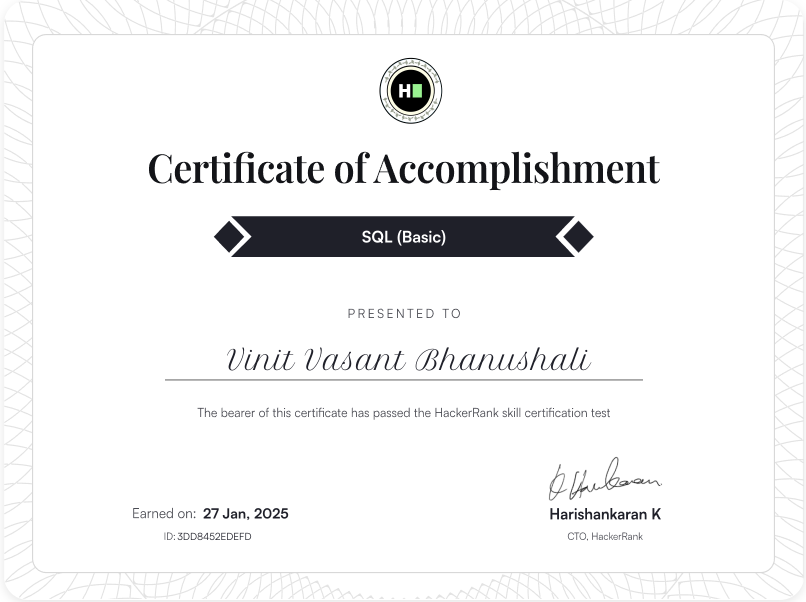 H
Certificate of Accomplishment
SQL (Basic)
PRESENTED TO
Vinit Vasant Bhanushali
The bearer of this certificate has passed the HackerRank skill certification test
Earned on: 27 Jan, 2025
ID: 3DD8452EDEFD
Harishankaran K
CTO, HackerRank